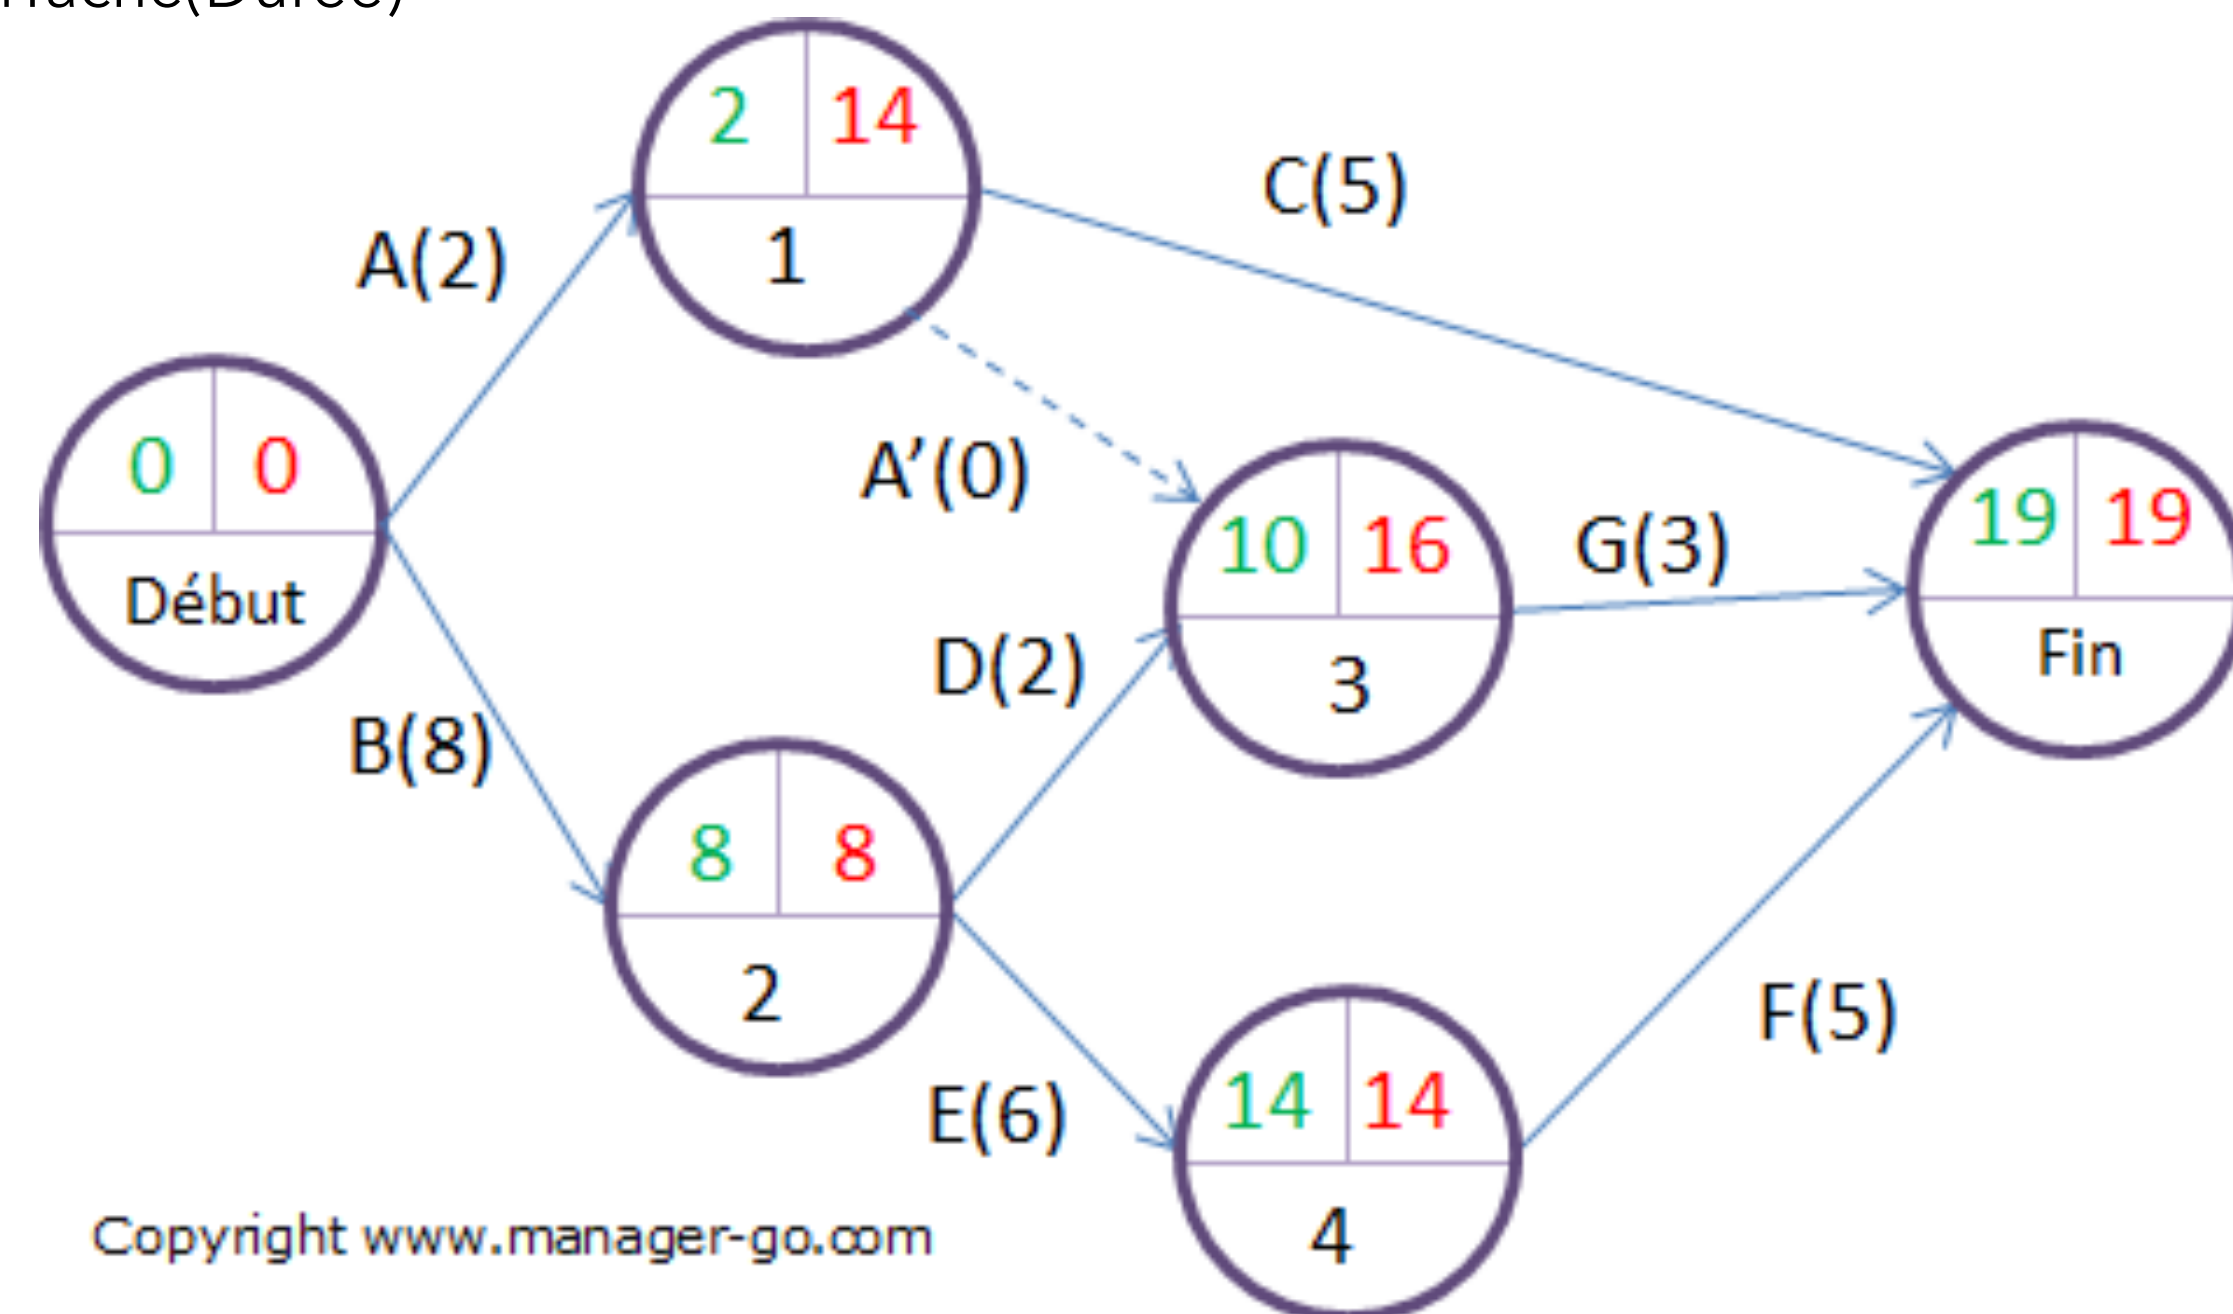 2 14
C(5)
A(2)
1
0 0
A’(0)
19 19
10 16
G(3)
Début
Fin
D(2)
3
B(8)
8 8
2
F(5)
14 14
E(6)
4
Copyright www.manager-go.com